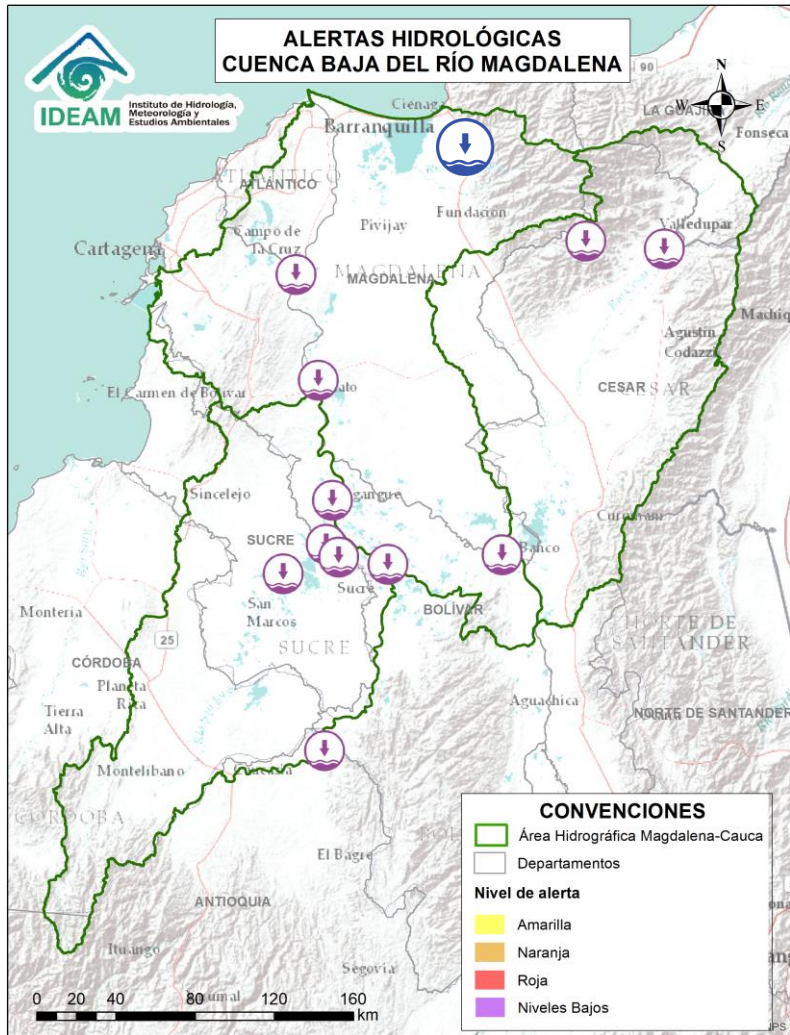 ALERTAS HIDROLÓGICAS
CUENCA BAJA DEL RÍO MAGDALENA
IDEAM
Instituto de Hidrología,
Meteorología y
Estudios Ambientales
N
W E
S
90
LA GUAJIRA
Fonseca
Ciénaga
Barranquilla
ATLÁNTICO
ATLÁNTICO
Pivijay
Fundación
Valledupar
Cartagena
Campo de
la Cruz
MAGDALENA
MAGDALENA
Agustín
Codazzi
El Carmen de Bolívar
CESAR
CESAR
Sincelejo
SUCRE
Banco
Sucre
San
Marcos
BOLÍVAR
Montería
SUCRE
25
NORTE DE
SANTANDER
CÓRDOBA
Planeta
Rica
Aguachica
Tierra
Alta
NORTE DE SANTANDER
Montelibano
CÓRDOBA
El Bagre
ANTIOQUIA
Ituango
Segovia
0 20 40 80 120 160
km
CONVENCIONES
Área Hidrográfica Magdalena-Cauca
Departamentos
Nivel de alerta
Amarilla
Naranja
Roja
Niveles Bajos